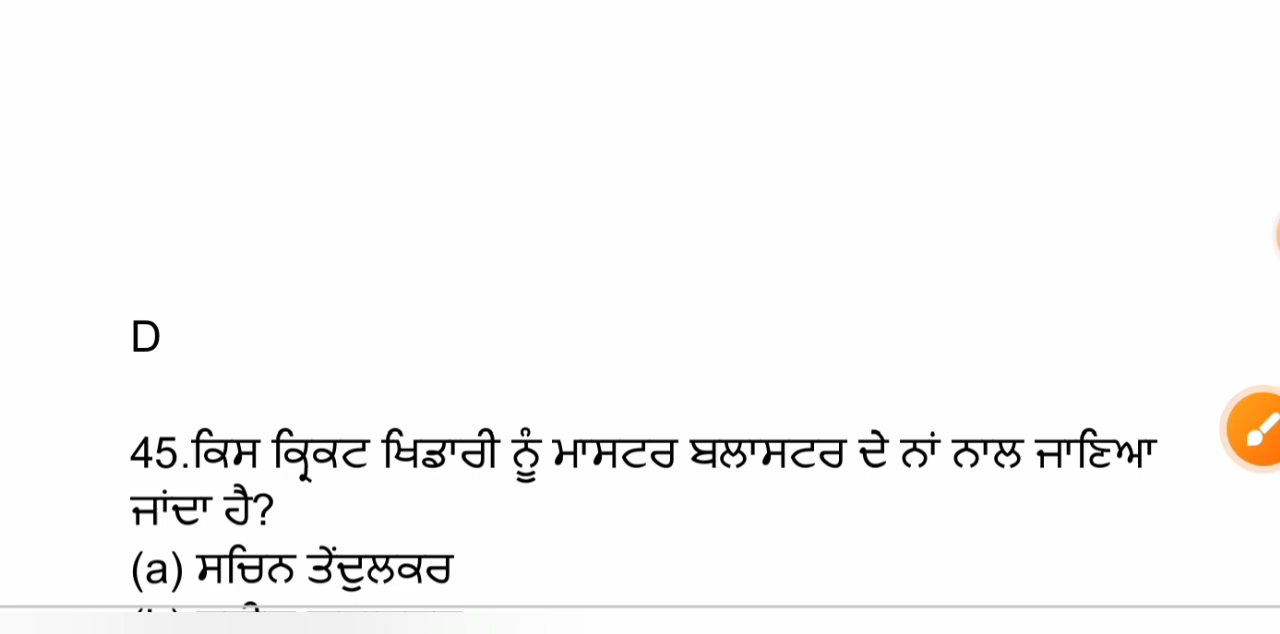 D
45.ਕਿਸ ਕ੍ਰਿਕਟ ਖਿਡਾਰੀ ਨੂੰ ਮਾਸਟਰ ਬਲਾਸਟਰ ਦੇ ਨਾਂ ਨਾਲ ਜਾਣਿਆ
ਜਾਂਦਾ ਹੈ?
(a) ਸਚਿਨ ਤੇਂਦੁਲਕਰ